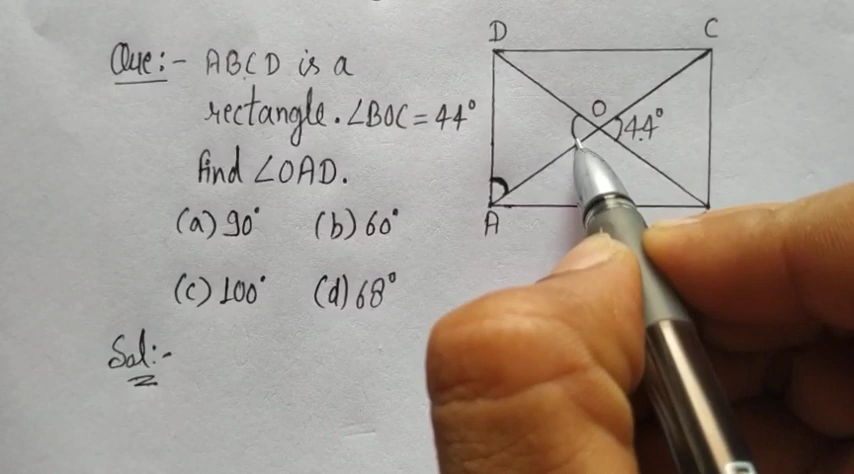 Que:- ABCD is a
rectangle. ∠BOC = 44°
find ∠OAD.
(a) 90° (b) 60°
(c) 100° (d) 68°
Sol:-
D C
O
44°
A